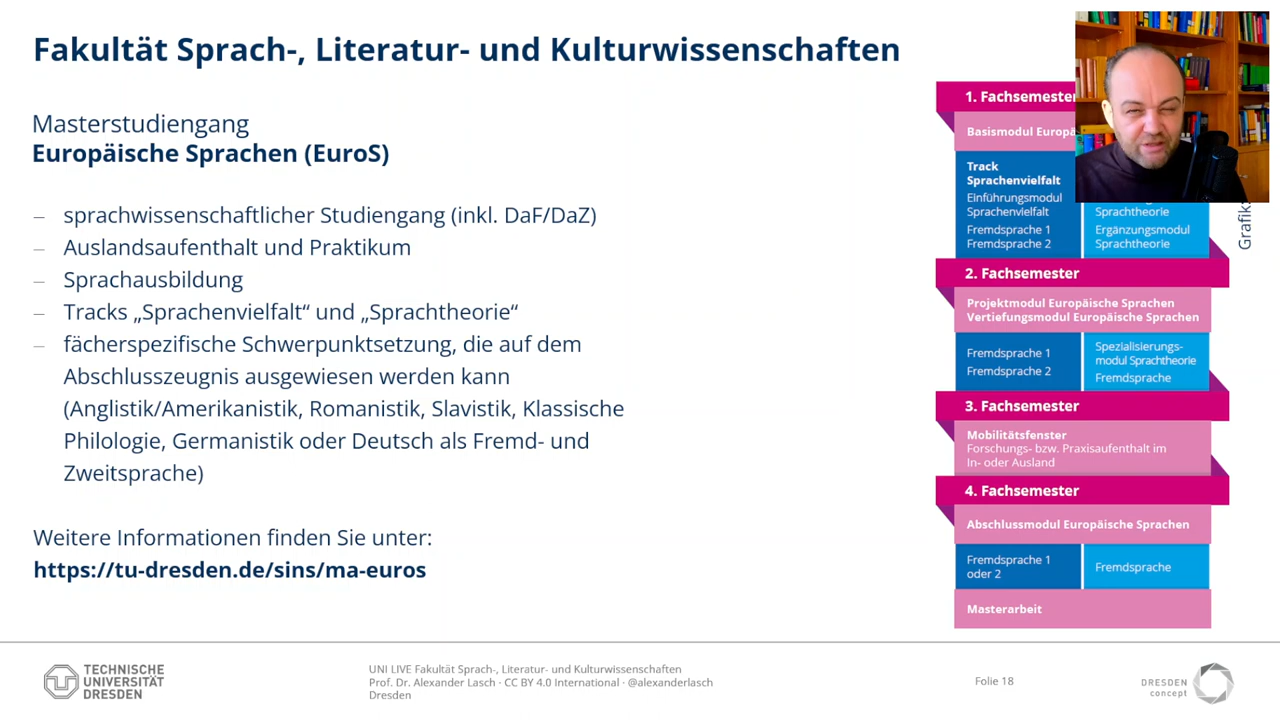 Fakultät Sprach-, Literatur- und Kulturwissenschaften
Masterstudiengang
Europäische Sprachen (EuroS)
– sprachwissenschaftlicher Studiengang (inkl. DaF/DaZ)
– Auslandsaufenthalt und Praktikum
– Sprachausbildung
– Tracks „Sprachenvielfalt“ und „Sprachtheorie“
– fächerspezifische Schwerpunktsetzung, die auf dem
Abschlusszeugnis ausgewiesen werden kann
(Anglistik/Amerikanistik, Romanistik, Slavistik, Klassische
Philologie, Germanistik oder Deutsch als Fremd- und
Zweitsprache)
Weitere Informationen finden Sie unter:
https://tu-dresden.de/sins/ma-euros
1. Fachsemester
Basismodul
Track
Sprachenvielfalt
Einführungsmodul
Sprachenvielfalt
Fremdsprache 1
Fremdsprache 2
Sprachtheorie
Ergänzungsmodul
Sprachtheorie
2. Fachsemester
Projektmodul Europäische Sprachen
Vertiefungsmodul Europäische Sprachen
Fremdsprache 1
Fremdsprache 2
Spezialisierungs-
modul Sprachtheorie
Fremdsprache
3. Fachsemester
Mobilitätsfenster
Forschungs- bzw. Praxisaufenthalt im
In- oder Ausland
4. Fachsemester
Abschlussmodul Europäische Sprachen
Fremdsprache 1
oder 2
Fremdsprache
Masterarbeit
TECHNISCHE
UNIVERSITÄT
DRESDEN
UNI LIVE Fakultät Sprach-, Literatur- und Kulturwissenschaften
Prof. Dr. Alexander Lasch · CC BY 4.0 International · @alexanderlasch
Dresden
Folie 18
DRESDEN
concept